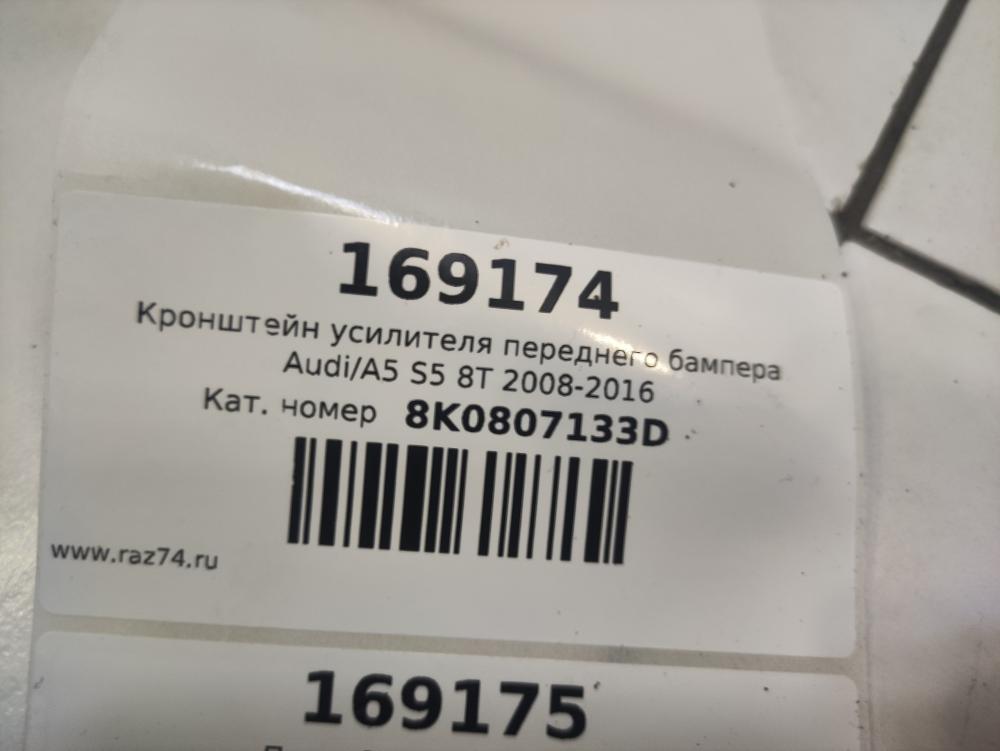 169174
Кронштейн усилителя переднего бампера
Audi/A5 S5 8T 2008-2016
Кат. номер 8K0807133D
www.raz74.ru
169175